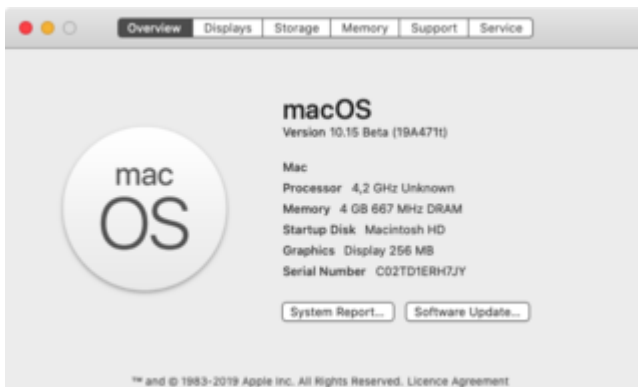 Overview Displays Storage Memory Support Service
macOS
Version 10.15 Beta (19A471t)
mac
OS
Mac
Processor 4,2 GHz Unknown
Memory 4 GB 667 MHz DRAM
Startup Disk Macintosh HD
Graphics Display 256 MB
Serial Number C02TD1ERH7JY
System Report... Software Update...
™ and © 1983-2019 Apple Inc. All Rights Reserved. Licence Agreement